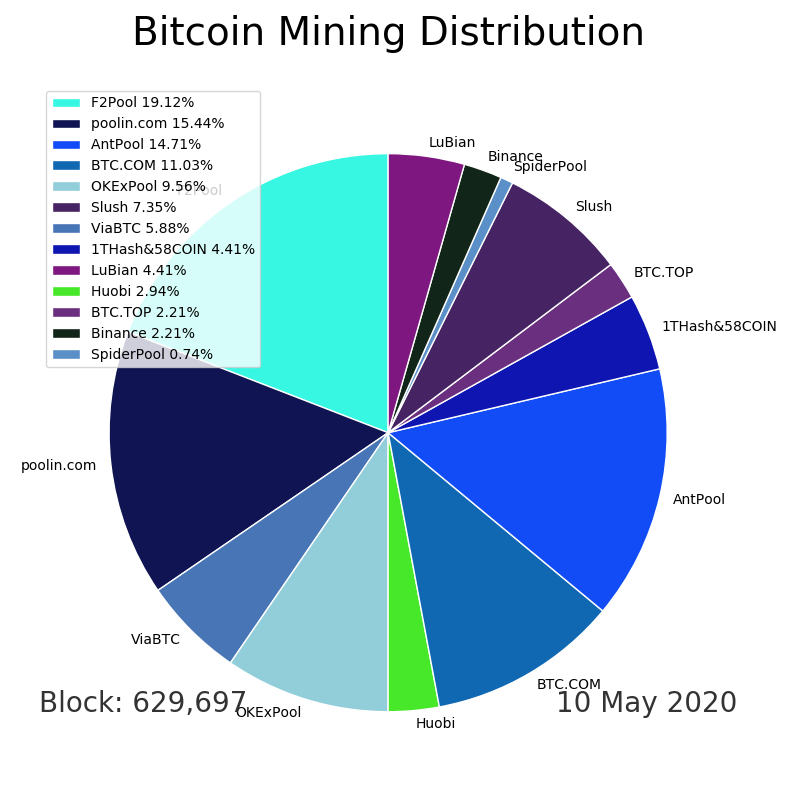 Bitcoin Mining Distribution
F2Pool 19.12%
poolin.com 15.44%
AntPool 14.71%
BTC.COM 11.03%
OKExPool 9.56%
Slush 7.35%
ViaBTC 5.88%
1THash&58COIN 4.41%
LuBian 4.41%
Huobi 2.94%
BTC.TOP 2.21%
Binance 2.21%
SpiderPool 0.74%
F2Pool
LuBian
Binance
SpiderPool
Slush
BTC.TOP
1THash&58COIN
AntPool
BTC.COM
Huobi
OKExPool
ViaBTC
poolin.com
Block: 629,697
10 May 2020